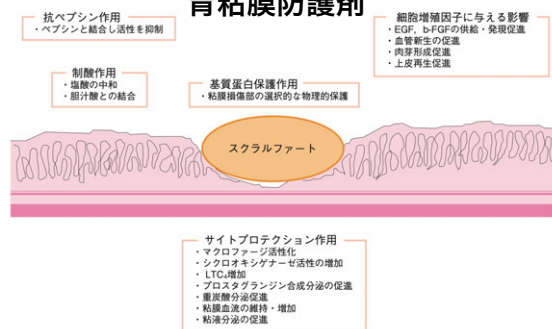 胃粘膜防護剤
抗ペプシン作用
・ペプシンと結合し活性を抑制
細胞増殖因子に与える影響
・EGF，b-FGFの供給・発現促進
・血管新生の促進
・肉芽形成促進
・上皮再生促進
制酸作用
・塩酸の中和
・胆汁酸との結合
基質蛋白保護作用
・粘膜損傷部の選択的な物理的保護
スクラルファート
サイトプロテクション作用
・マクロファージ活性化
・シクロオキシゲナーゼ活性の増加
・LTC₄増加
・プロスタグランジン合成分泌の促進
・重炭酸分泌促進
・粘膜血流の維持・増加
・粘液分泌の促進